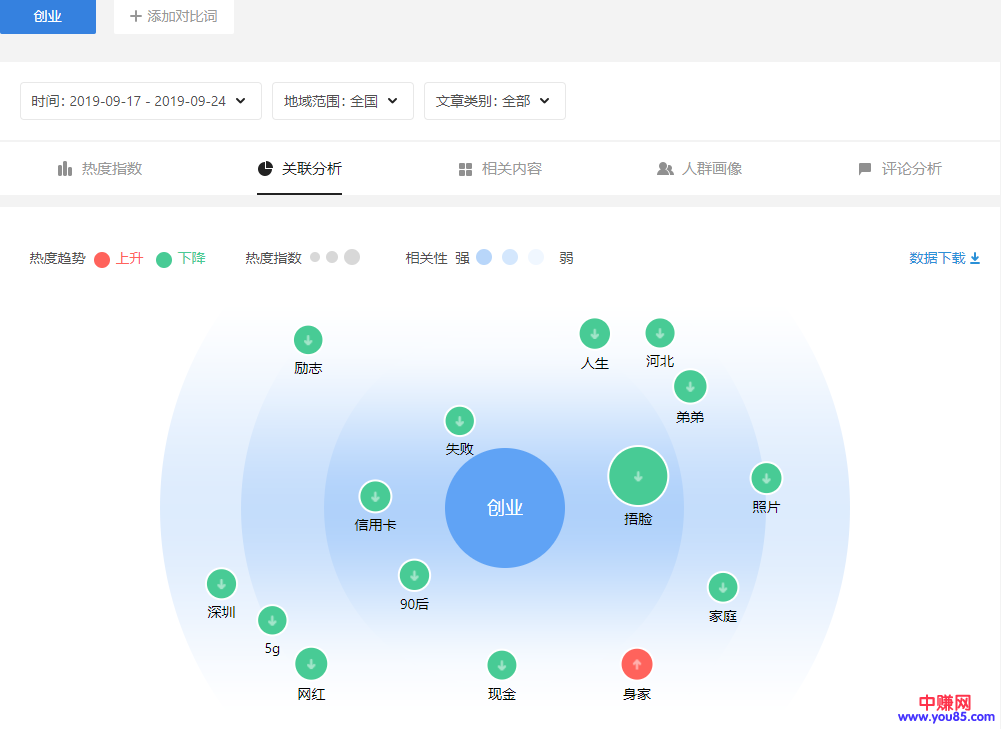 创业
添加对比词
时间: 2019-09-17 - 2019-09-24
地域范围: 全国
文章类别: 全部
热度指数
关联分析
相关内容
人群画像
评论分析
热度趋势 上升 下降
热度指数
相关性 强 弱
数据下载
励志
人生
河北
弟弟
失败
创业
信用卡
捂脸
照片
90后
深圳
家庭
5g
网红
现金
身家
中赚网
www.you85.com